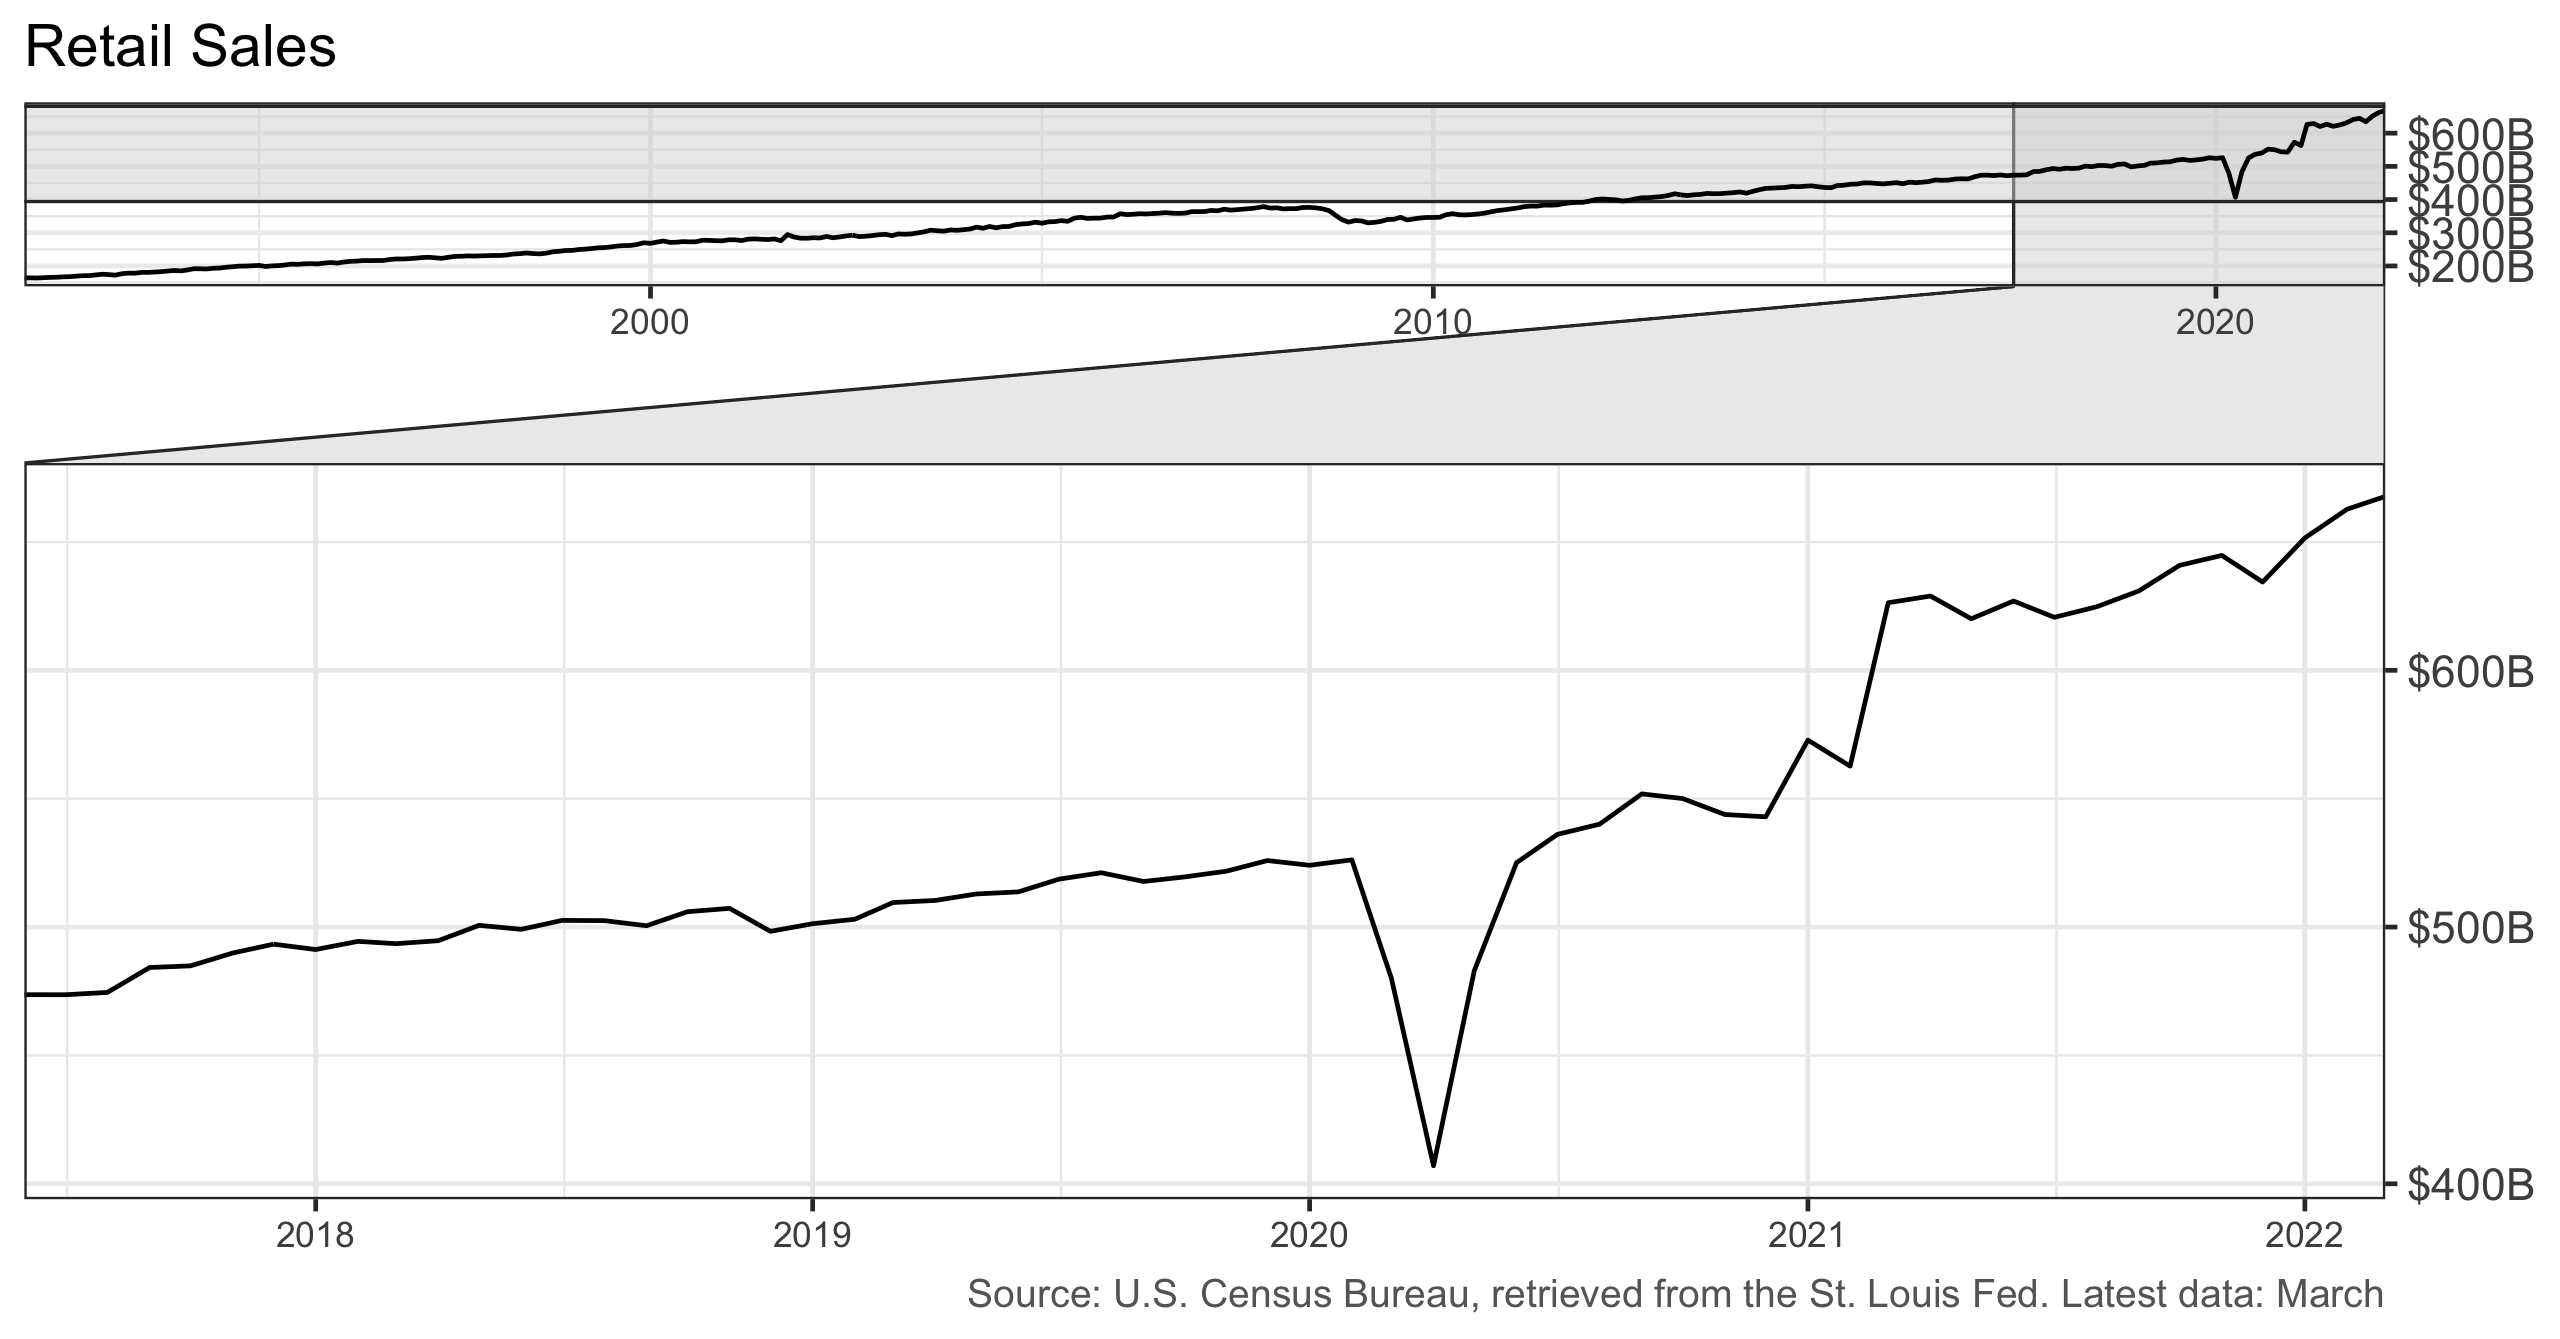 Retail Sales
$600B
$500B
$400B
$300B
$200B
2000 2010 2020
$600B
$500B
$400B
2018 2019 2020 2021 2022
Source: U.S. Census Bureau, retrieved from the St. Louis Fed. Latest data: March